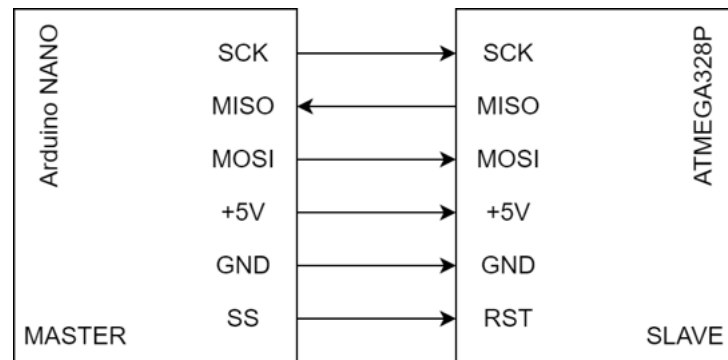 Arduino NANO
SCK
MISO
MOSI
+5V
GND
SS
MASTER
SCK
MISO
MOSI
+5V
GND
RST
ATMEGA328P
SLAVE